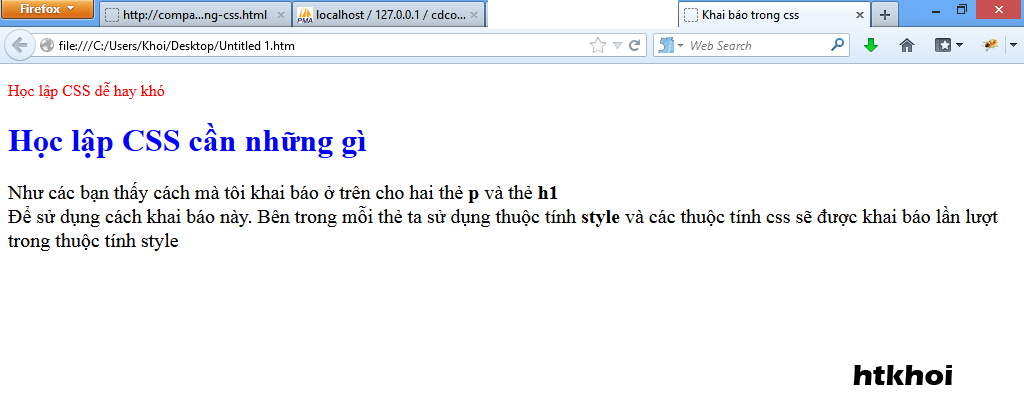 Firefox
http://compa...ng-css.html
localhost / 127.0.0.1 / cdco...
Khai báo trong css
file:///C:/Users/Khoi/Desktop/Untitled 1.htm
Web Search
Học lập CSS dễ hay khó
Học lập CSS cần những gì
Như các bạn thấy cách mà tôi khai báo ở trên cho hai thẻ p và thẻ h1
Để sử dụng cách khai báo này. Bên trong mỗi thẻ ta sử dụng thuộc tính style và các thuộc tính css sẽ được khai báo lần lượt
trong thuộc tính style
htkhoi